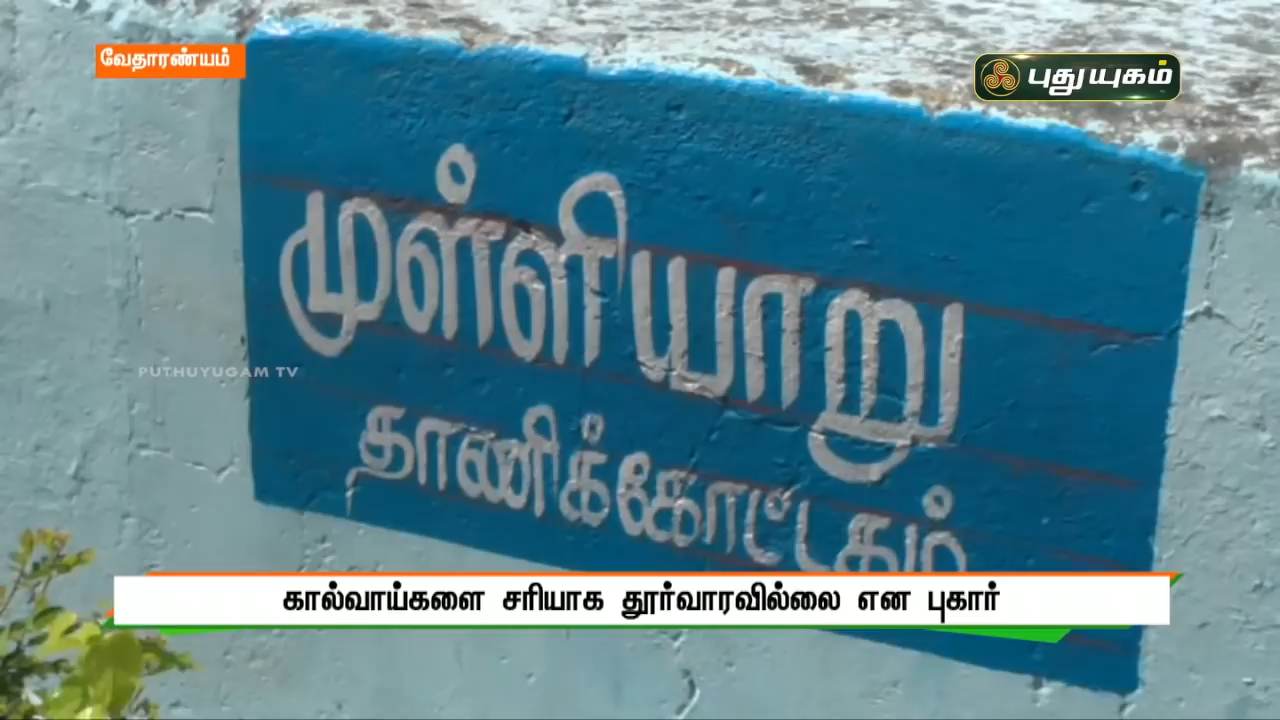 வேதாரண்யம்
புதுயுகம்
முள்ளியாறு
PUTHUYUGAM TV
தாணிக்கோட்டகம்
கால்வாய்களை சரியாக தூர்வாரவில்லை என புகார்